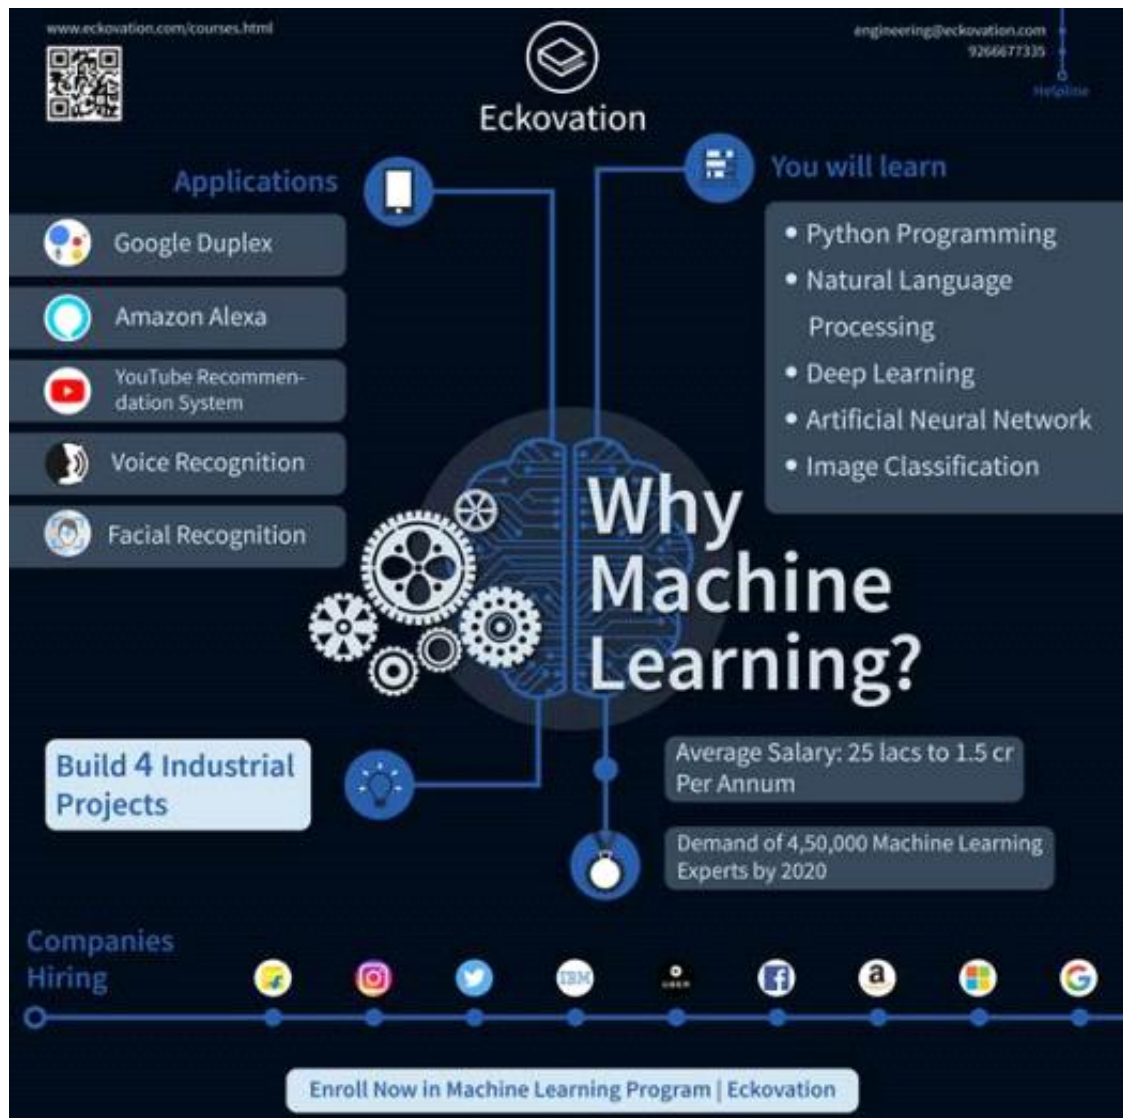 www.eckovation.com/courses.html
engineering@eckovation.com
9266677335
Helpline
Eckovation
Applications
Google Duplex
Amazon Alexa
YouTube Recommen-
dation System
Voice Recognition
Facial Recognition
You will learn
• Python Programming
• Natural Language
Processing
• Deep Learning
• Artificial Neural Network
• Image Classification
Why
Machine
Learning?
Build 4 Industrial
Projects
Average Salary: 25 lacs to 1.5 cr
Per Annum
Demand of 4,50,000 Machine Learning
Experts by 2020
Companies
Hiring
IBM
UBER
a
G
Enroll Now in Machine Learning Program | Eckovation